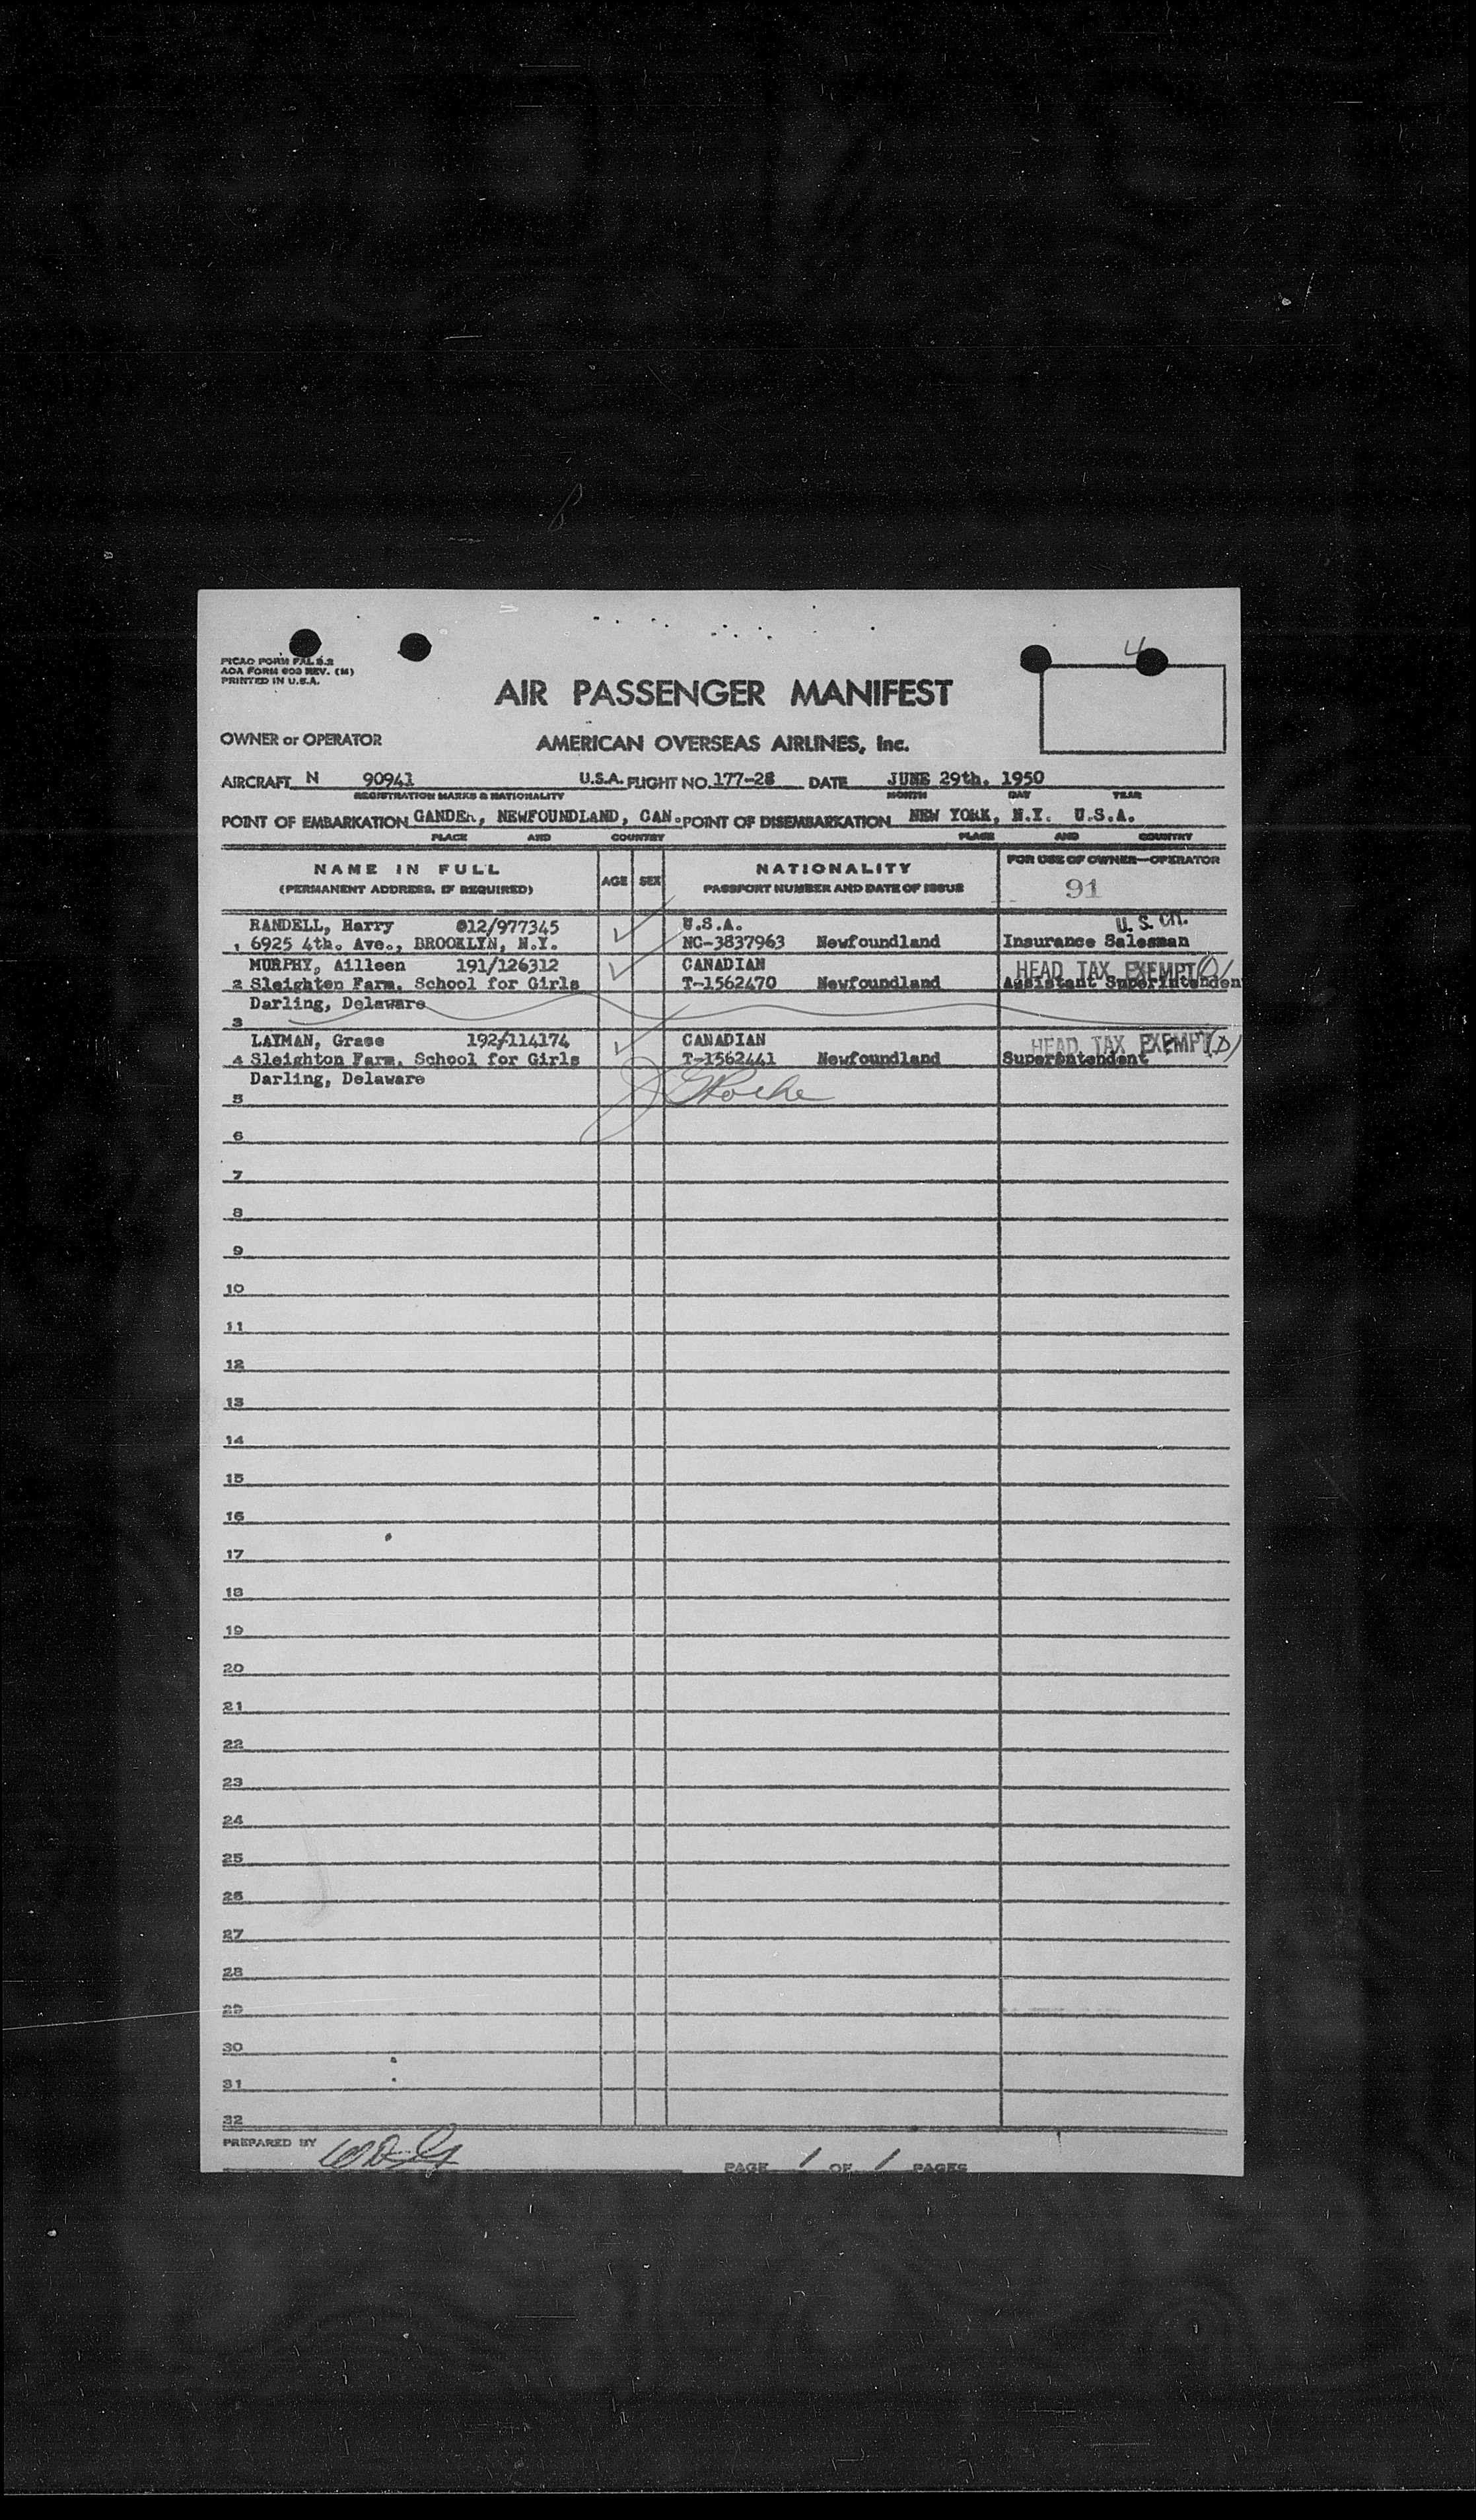 4
PICAO FORM FAL 8.2
AOA FORM 603 REV. (M)
PRINTED IN U.S.A.
AIR PASSENGER MANIFEST
OWNER or OPERATOR AMERICAN OVERSEAS AIRLINES, Inc.
AIRCRAFT N 90941 U.S.A. FLIGHT NO. 177-28 DATE JUNE 29th. 1950
REGISTRATION MARKS & NATIONALITY MONTH DAY YEAR
POINT OF EMBARKATION GANDER, NEWFOUNDLAND, CAN. POINT OF DISEMBARKATION NEW YORK, N.Y. U.S.A.
PLACE AND COUNTRY PLACE AND COUNTRY
NAME IN FULL AGE SEX NATIONALITY FOR USE OF OWNER—OPERATOR
(PERMANENT ADDRESS, IF REQUIRED) PASSPORT NUMBER AND DATE OF ISSUE 91
RANDELL, Harry 012/977345 U.S.A. U.S. CIT.
1 6925 4th. Ave., BROOKLYN, N.Y. NC-3837963 Newfoundland Insurance Salesman
MURPHY, Ailleen 191/126312 CANADIAN HEAD TAX EXEMPT
2 Sleighten Farm, School for Girls T-1562470 Newfoundland Assistant Superintenden
Darling, Delaware
3
LAYMAN, Grase 192/114174 CANADIAN HEAD TAX EXEMPT (D)
4 Sleighton Farm, School for Girls T-1562441 Newfoundland Superentendent
Darling, Delaware
5
6
7
8
9
10
11
12
13
14
15
16
17
18
19
20
21
22
23
24
25
26
27
28
29
30
31
32
PREPARED BY
PAGE 1 OF 1 PAGES